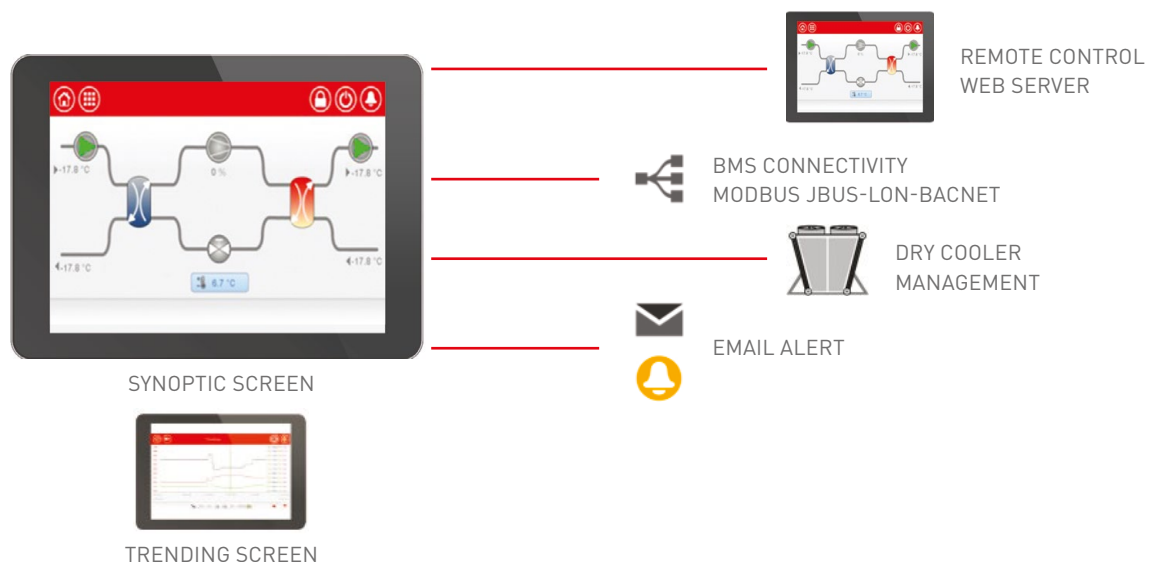 REMOTE CONTROL
WEB SERVER
-17.8 °C
0 %
-17.8 °C
BMS CONNECTIVITY
MODBUS JBUS-LON-BACNET
-17.8 °C
6.7 °C
-17.8 °C
DRY COOLER
MANAGEMENT
EMAIL ALERT
SYNOPTIC SCREEN
TRENDING SCREEN